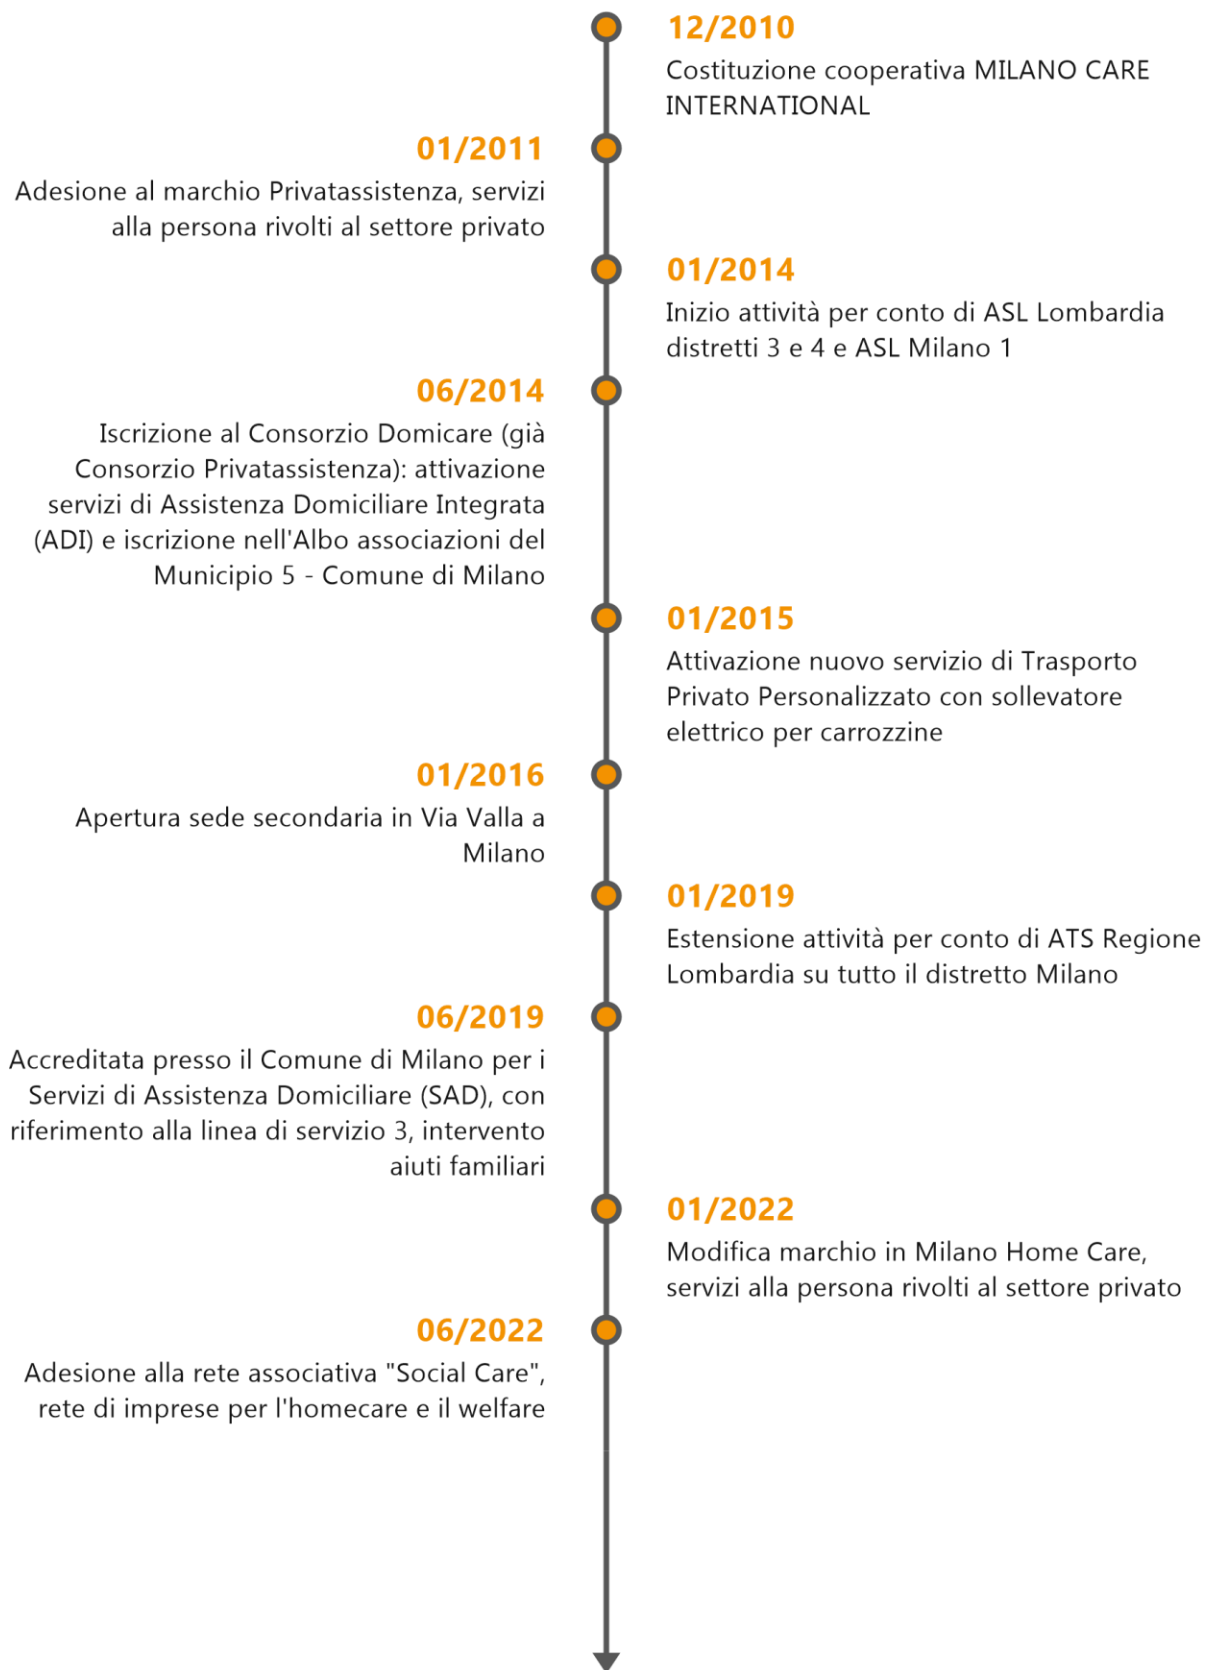 12/2010
Costituzione cooperativa MILANO CARE
INTERNATIONAL
01/2011
Adesione al marchio Privatassistenza, servizi
alla persona rivolti al settore privato
01/2014
Inizio attività per conto di ASL Lombardia
distretti 3 e 4 e ASL Milano 1
06/2014
Iscrizione al Consorzio Domicare (già
Consorzio Privatassistenza): attivazione
servizi di Assistenza Domiciliare Integrata
(ADI) e iscrizione nell'Albo associazioni del
Municipio 5 - Comune di Milano
01/2015
Attivazione nuovo servizio di Trasporto
Privato Personalizzato con sollevatore
elettrico per carrozzine
01/2016
Apertura sede secondaria in Via Valla a
Milano
01/2019
Estensione attività per conto di ATS Regione
Lombardia su tutto il distretto Milano
06/2019
Accreditata presso il Comune di Milano per i
Servizi di Assistenza Domiciliare (SAD), con
riferimento alla linea di servizio 3, intervento
aiuti familiari
01/2022
Modifica marchio in Milano Home Care,
servizi alla persona rivolti al settore privato
06/2022
Adesione alla rete associativa "Social Care",
rete di imprese per l'homecare e il welfare